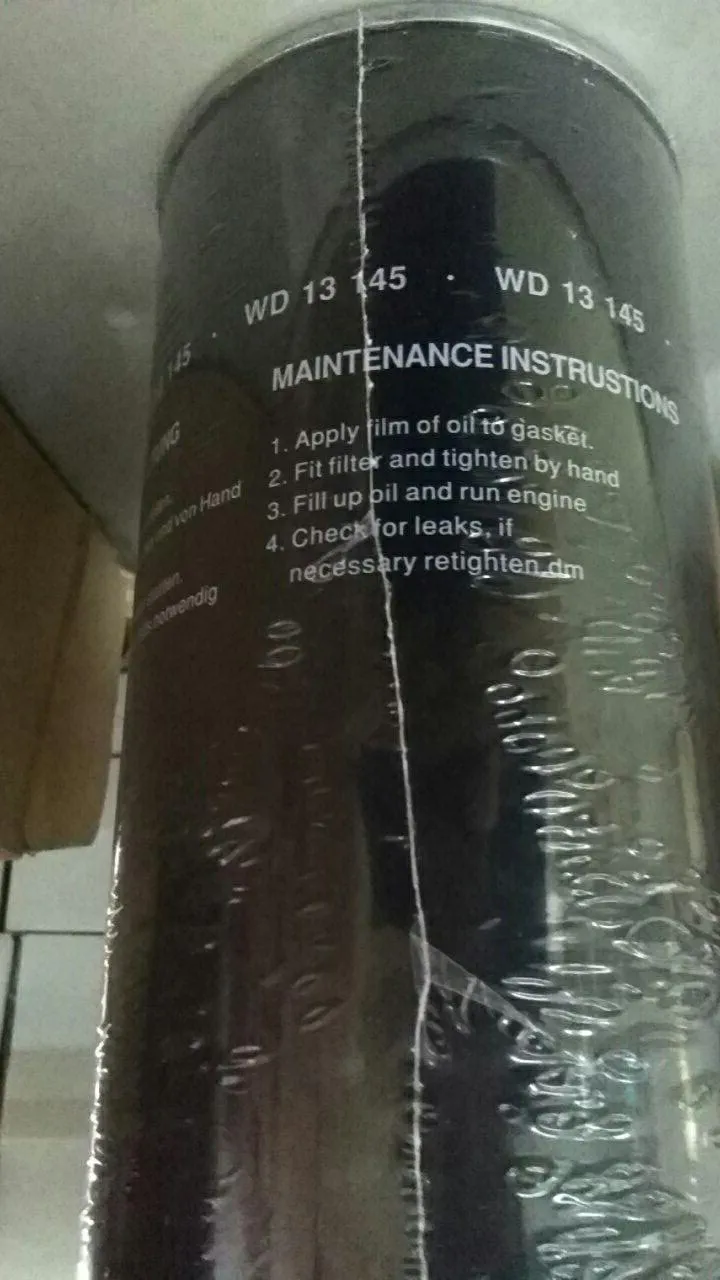 WD 13 145 · WD 13 145 ·
145 ·
MAINTENANCE INSTRUSTIONS
1. Apply film of oil to gasket.
2. Fit filter and tighten by hand
3. Fill up oil and run engine
4. Check for leaks, if
necessary retighten.dm
von Hand
notwendig